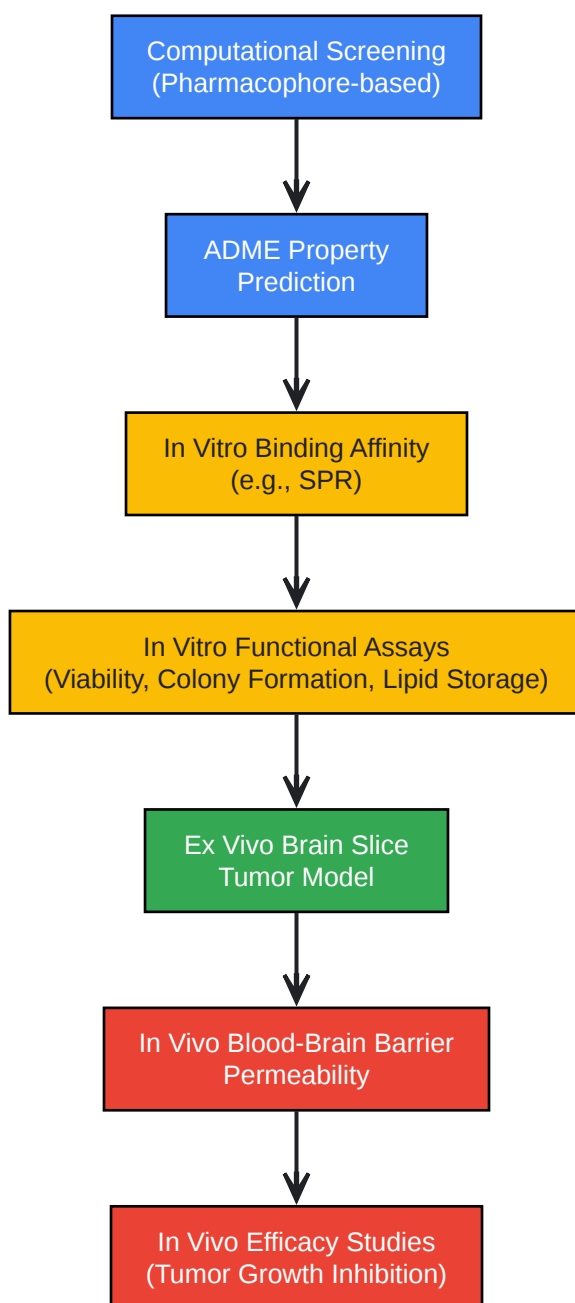 Computational Screening
(Pharmacophore-based)
ADME Property
Prediction
In Vitro Binding Affinity
(e.g., SPR)
In Vitro Functional Assays
(Viability, Colony Formation, Lipid Storage)
Ex Vivo Brain Slice
Tumor Model
In Vivo Blood-Brain Barrier
Permeability
In Vivo Efficacy Studies
(Tumor Growth Inhibition)